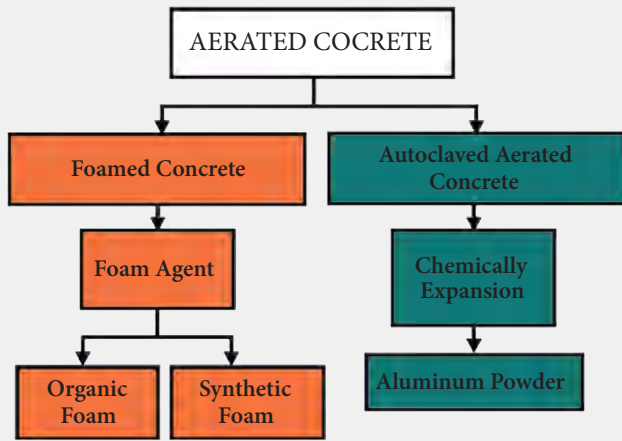 AERATED COCRETE
Foamed Concrete
Autoclaved Aerated
Concrete
Foam Agent
Chemically
Expansion
Organic
Foam
Synthetic
Foam
Aluminum Powder